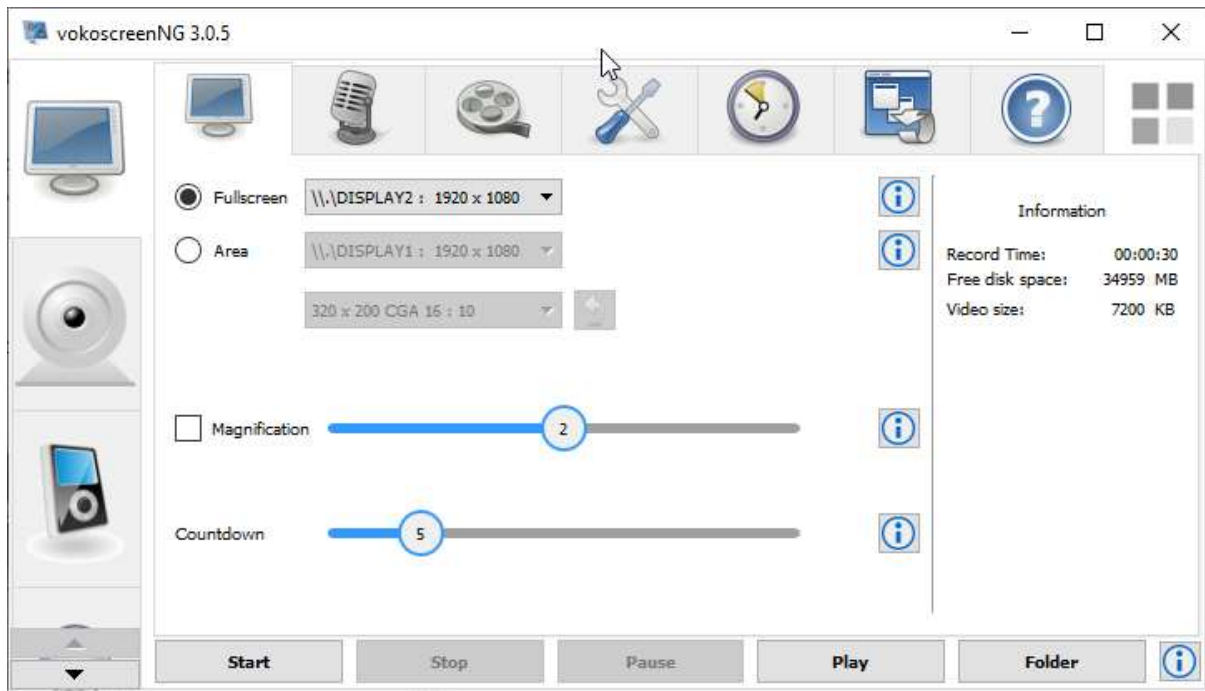 vokoscreenNG 3.0.5
Fullscreen \\.\DISPLAY2 : 1920 x 1080
Area \\.\DISPLAY1 : 1920 x 1080
320 x 200 CGA 16 : 10
Magnification 2
Countdown 5
Information
Record Time: 00:00:30
Free disk space: 34959 MB
Video size: 7200 KB
Start Stop Pause Play Folder